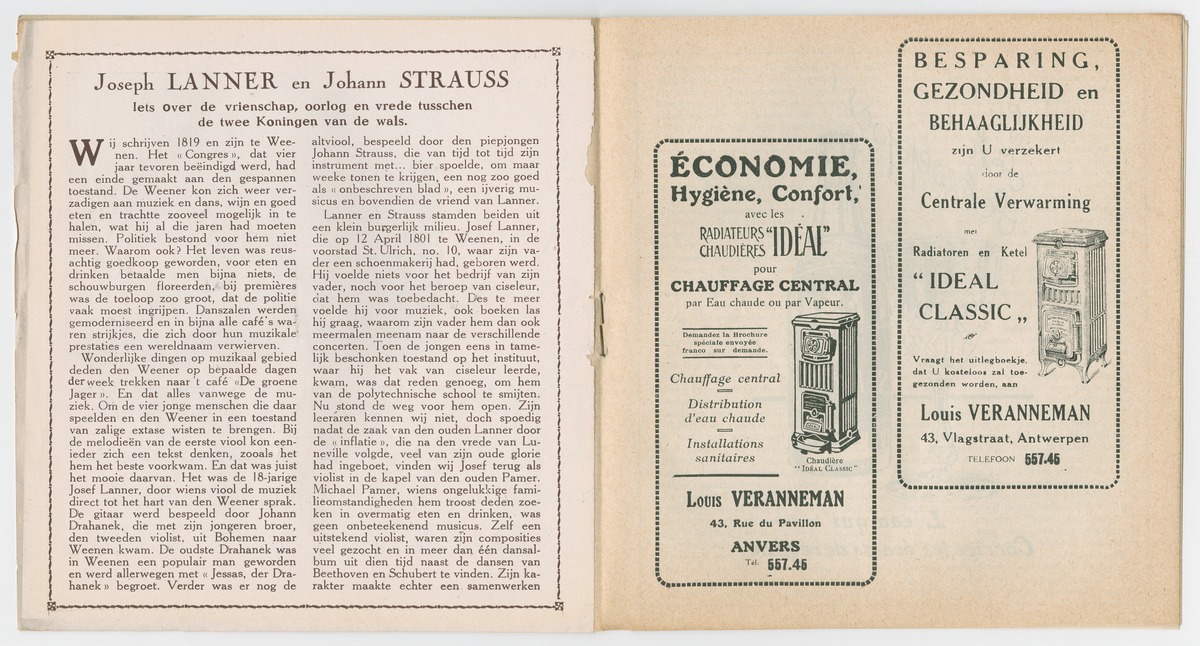 Joseph LANNER en Johann STRAUSS
Iets over de vrienschap, oorlog en vrede tusschen
de twee Koningen van de wals.
Wij schrijven 1819 en zijn te Wee-
nen. Het « Congres », dat vier
jaar tevoren beëindigd werd, had
een einde gemaakt aan den gespannen
toestand. De Weener kon zich weer ver-
zadigen aan muziek en dans, wijn en goed
eten en trachtte zooveel mogelijk in te
halen, wat hij al die jaren had moeten
missen. Politiek bestond voor hem niet
meer. Waarom ook? Het leven was reus-
achtig goedkoop geworden, voor eten en
drinken betaalde men bijna niets, de
schouwburgen floreerden, bij premières
was de toeloop zoo groot, dat de politie
vaak moest ingrijpen. Danszalen werden
gemoderniseerd en in bijna alle café's wa-
ren strijkjes, die zich door hun muzikale
prestaties een wereldnaam verwierven.
Wonderlijke dingen op muzikaal gebied
deden den Weener op bepaalde dagen
der week trekken naar 't café «De groene
Jager». En dat alles vanwege de mu-
ziek. Om de vier jonge menschen die daar
speelden en den Weener in een toestand
van zalige extase wisten te brengen. Bij
de melodieën van de eerste viool kon een-
ieder zich een tekst denken, zooals het
hem het beste voorkwam. En dat was juist
het mooie daarvan. Het was de 18-jarige
Josef Lanner, door wiens viool de muziek
direct tot het hart van den Weener sprak.
De gitaar werd bespeeld door Johann
Drahanek, die met zijn jongeren broer,
den tweeden violist, uit Bohemen naar
Weenen kwam. De oudste Drahanek was
in Weenen een populair man geworden
en werd allerwegen met « Jessas, der Dra-
hanek » begroet. Verder was er nog de
altviool, bespeeld door den piepjongen
Johann Strauss, die van tijd tot tijd zijn
instrument met... bier spoelde, om naar
weeke tonen te krijgen, een nog zoo goed
als « onbeschreven blad », een ijverig mu-
sicus en bovendien de vriend van Lanner.
Lanner en Strauss stamden beiden uit
een klein burgerlijk milieu. Josef Lanner,
die op 12 April 1801 te Weenen, in de
voorstad St. Ulrich, no. 10, waar zijn va-
der een schoenmakerij had, geboren werd.
Hij voelde niets voor het bedrijf van zijn
vader, noch voor het beroep van ciseleur,
dat hem was toebedacht. Des te meer
voelde hij voor muziek, ook boeken las
hij graag, waarom zijn vader hem dan ook
meermalen meenam naar de verschillende
concerten. Toen de jongen eens in tame-
lijk beschonken toestand op het instituut,
waar hij het vak van ciseleur leerde,
kwam, was dat reden genoeg, om hem
van de polytechnische school te smijten.
Nu stond de weg voor hem open. Zijn
leeraren kennen wij niet, doch spoedig
nadat de zaak van den ouden Lanner door
de « inflatie », die na den vrede van Lu-
neville volgde, veel van zijn oude glorie
had ingeboet, vinden wij Josef terug als
violist in de kapel van den ouden Pamer.
Michael Pamer, wiens ongelukkige fami-
lieomstandigheden hem troost deden zoe-
ken in overmatig eten en drinken, was
geen onbeteekenend musicus. Zelf een
uitstekend violist, waren zijn composities
veel gezocht en in meer dan één dansal-
bum uit dien tijd naast de dansen van
Beethoven en Schubert te vinden. Zijn ka-
rakter maakte echter een samenwerken
ÉCONOMIE,
Hygiène, Confort,
avec les
RADIATEURS
CHAUDIÈRES "IDÉAL"
pour
CHAUFFAGE CENTRAL
par Eau chaude ou par Vapeur.
Demandez la Brochure
spéciale envoyée
franco sur demande.
Chauffage central
Distribution
d'eau chaude
Installations
sanitaires
Chaudière
"IDÉAL CLASSIC"
Louis VERANNEMAN
43, Rue du Pavillon
ANVERS
Tel. 557.45
BESPARING,
GEZONDHEID en
BEHAAGLIJKHEID
zijn U verzekert
door de
Centrale Verwarming
met
Radiatoren en Ketel
" IDEAL
CLASSIC „
Vraagt het uitlegboekje,
dat U kosteloos zal toe-
gezonden worden, aan
Louis VERANNEMAN
43, Vlagstraat, Antwerpen
TELEFOON 557.45